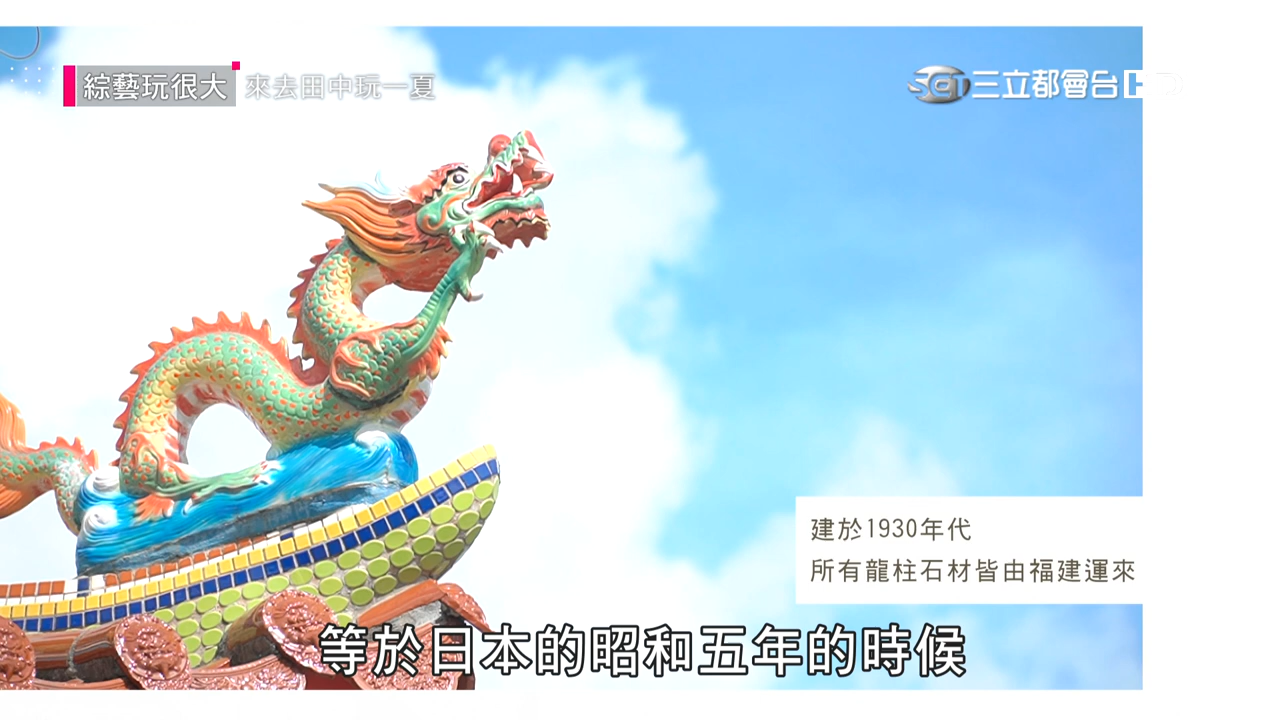 綜藝玩很大 來去田中玩一夏
SET 三立都會台 HD
建於1930年代
所有龍柱石材皆由福建運來
等於日本的昭和五年的時候